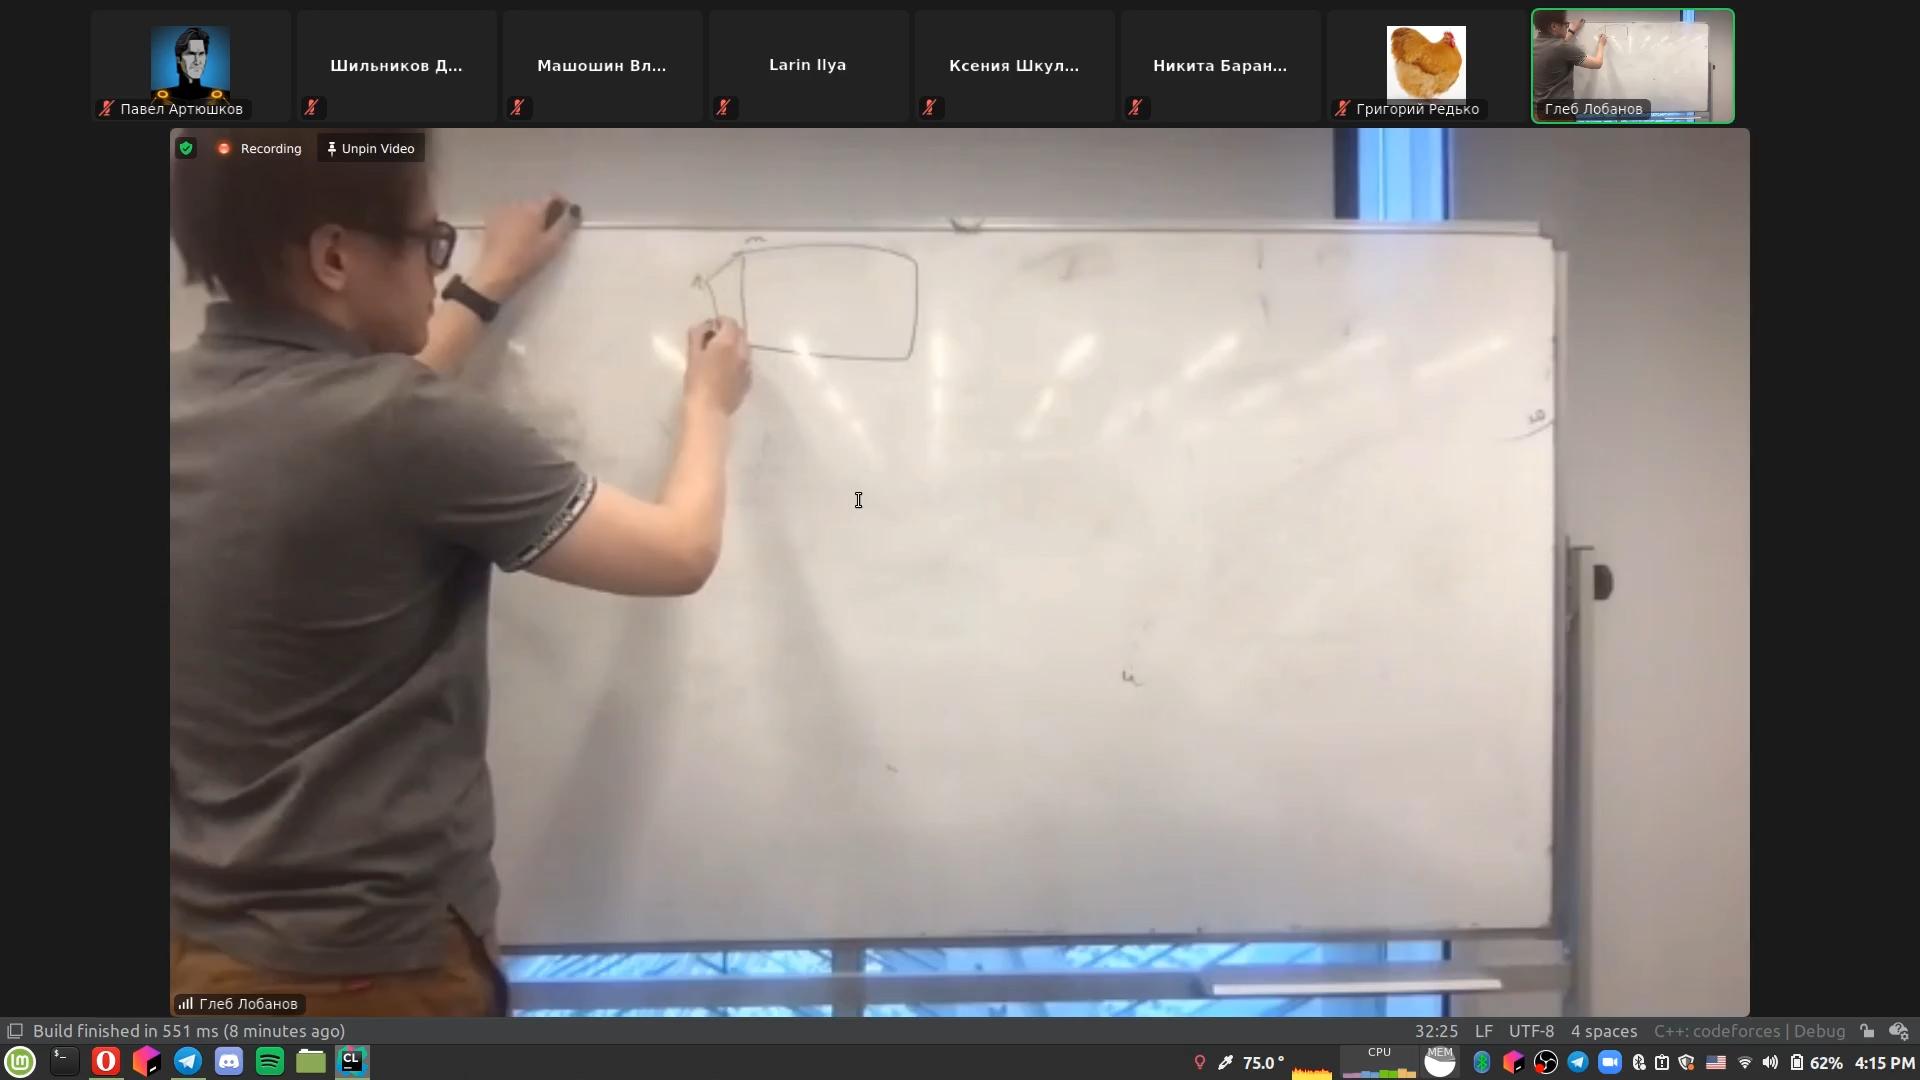 Шильников Д...
Машошин Вл...
Larin Ilya
Ксения Шкул...
Никита Баран...
Павел Артюшков
Григорий Редько
Глеб Лобанов
Recording
Unpin Video
Глеб Лобанов
Build finished in 551 ms (8 minutes ago)
32:25 LF UTF-8 4 spaces C++: codeforces | Debug
CL
75.0°
CPU
MEM
62%
4:15 PM